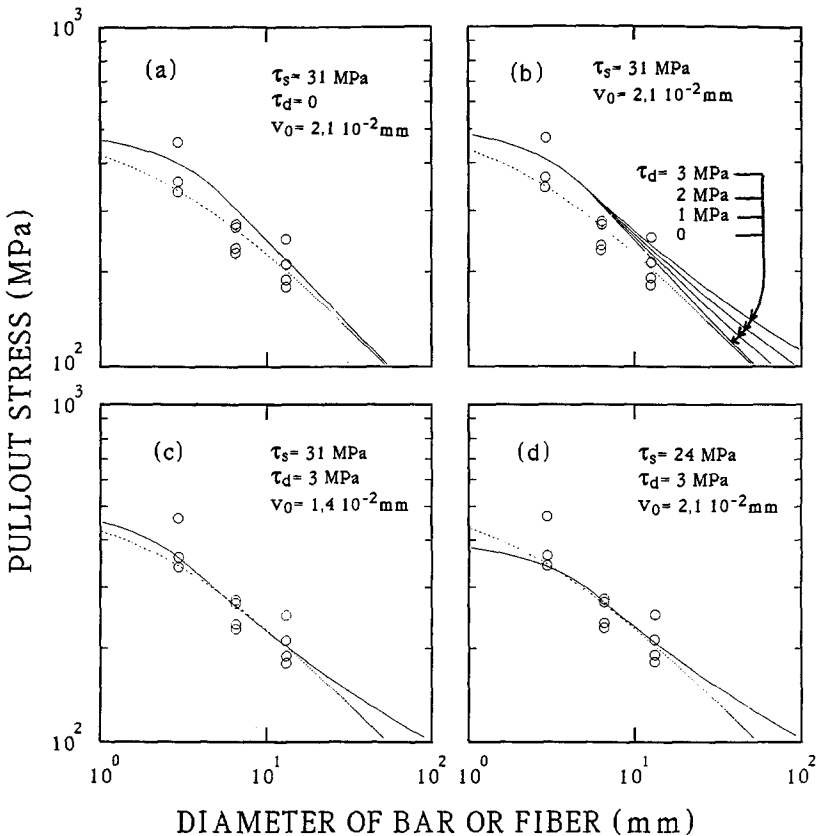 PULLOUT STRESS (MPa)
10³
10²
(a)
τs= 31 MPa
τd= 0
v0= 2,1 10⁻²mm
(b)
τs= 31 MPa
v0= 2,1 10⁻²mm
τd= 3 MPa
2 MPa
1 MPa
0
10³
10²
(c)
τs= 31 MPa
τd= 3 MPa
v0= 1,4 10⁻²mm
(d)
τs= 24 MPa
τd= 3 MPa
v0= 2,1 10⁻²mm
10⁰ 10¹ 10² 10⁰ 10¹ 10²
DIAMETER OF BAR OR FIBER (mm)